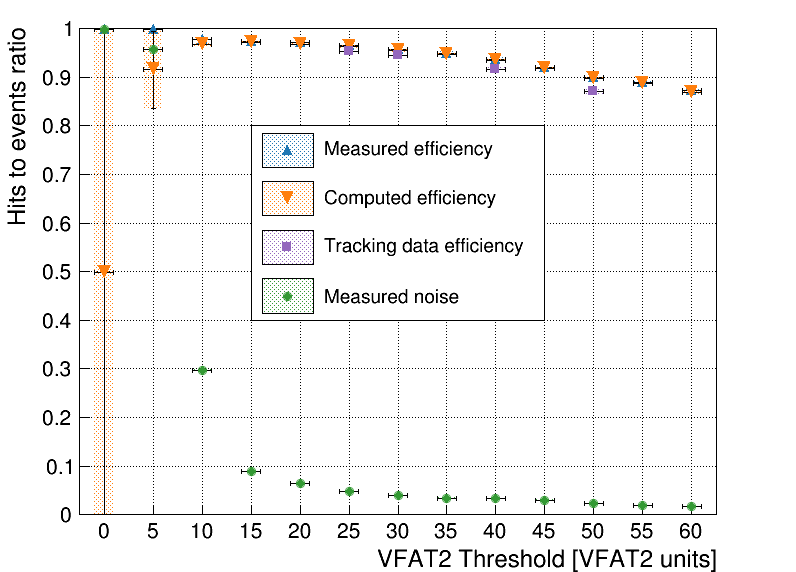 Hits to events ratio
1
0.9
0.8
0.7
0.6
0.5
0.4
0.3
0.2
0.1
0
Measured efficiency
Computed efficiency
Tracking data efficiency
Measured noise
0 5 10 15 20 25 30 35 40 45 50 55 60
VFAT2 Threshold [VFAT2 units]